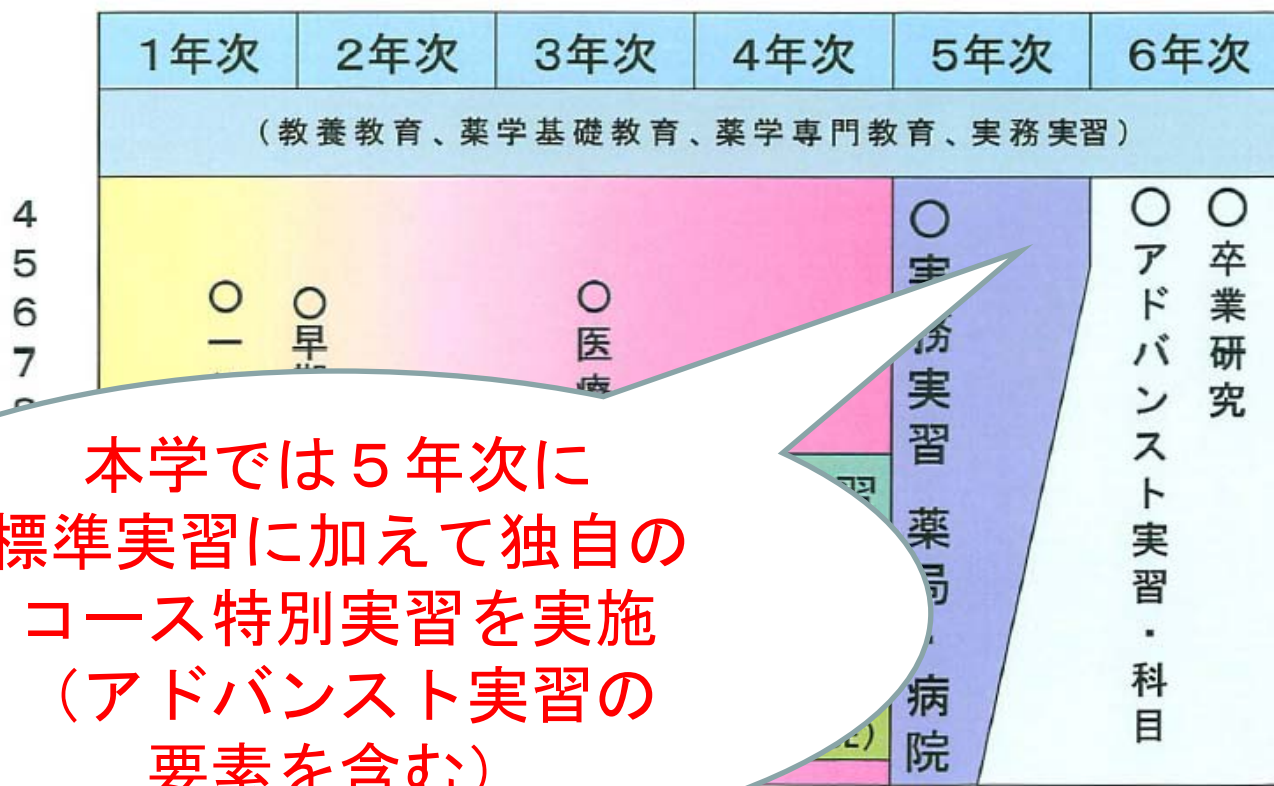 1年次 2年次 3年次 4年次 5年次 6年次
(教養教育、薬学基礎教育、薬学専門教育、実務実習)
4
5
6
7
○一
○早
○医療
○実務実習 薬局・病院
○アドバンスト実習・科目
○卒業研究
習
本学では5年次に
標準実習に加えて独自の
コース特別実習を実施
(アドバンスト実習の
要素を含む)